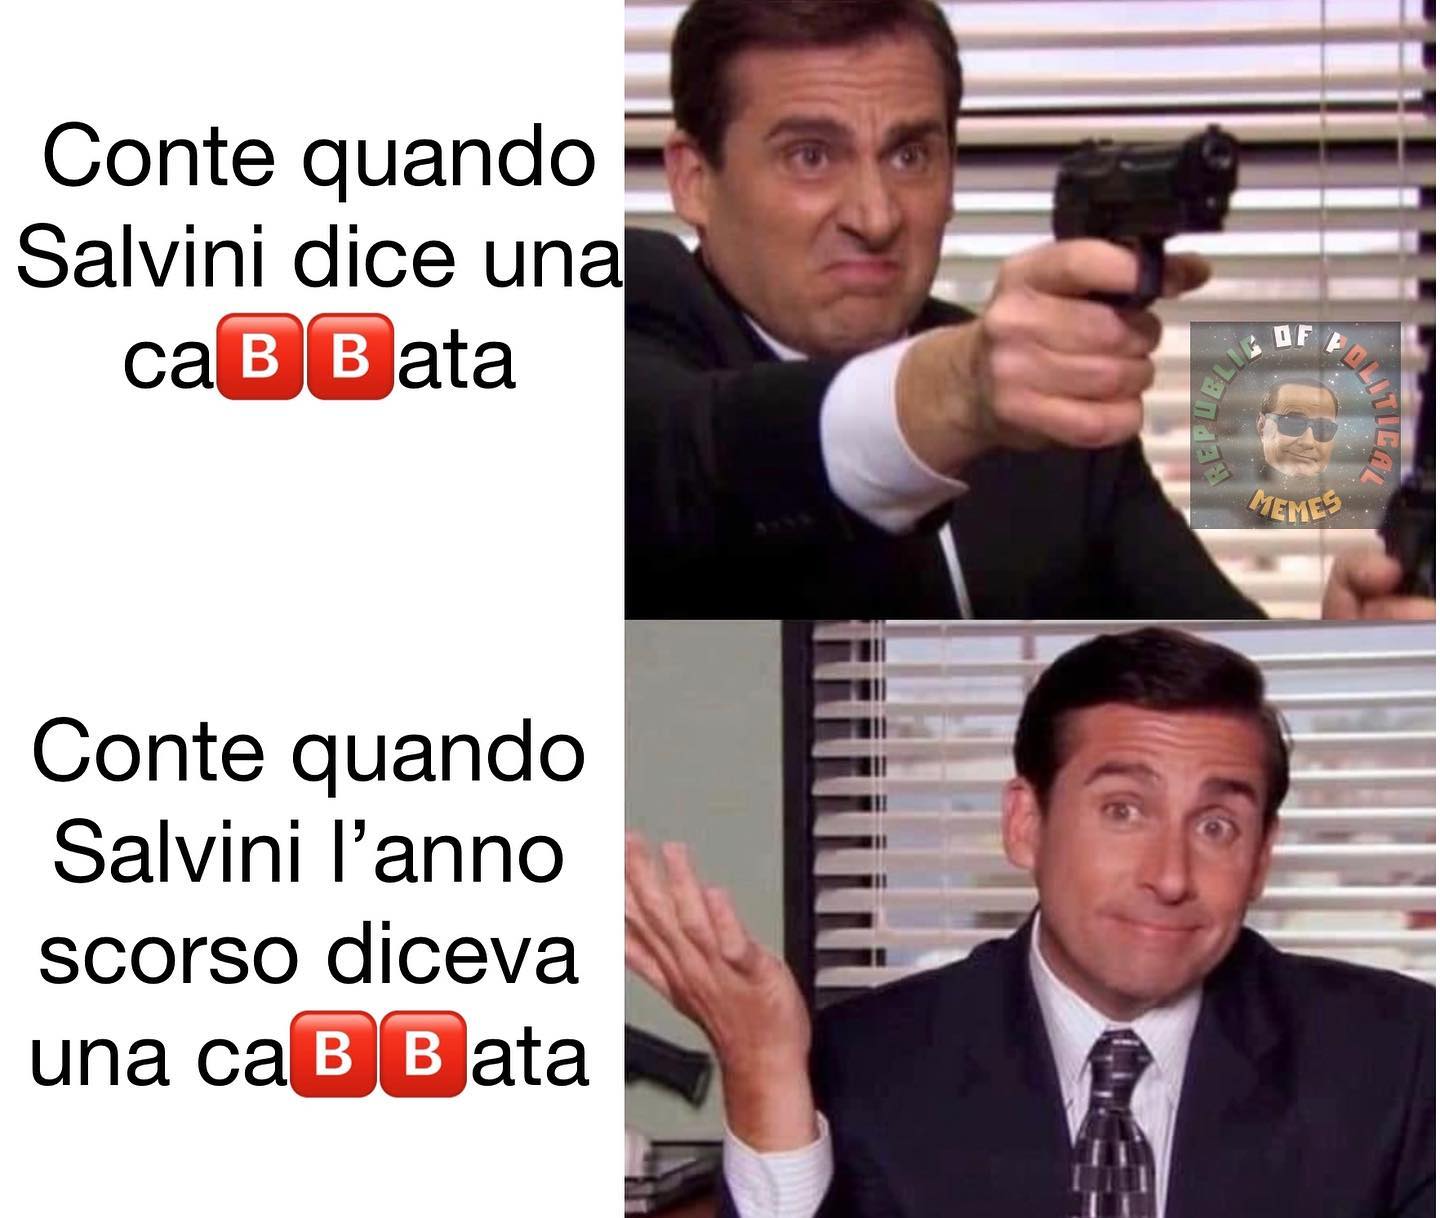 Conte quando
Salvini dice una
ca🅱🅱ata
REPUBLIC OF POLITICAL
MEMES
Conte quando
Salvini l’anno
scorso diceva
una ca🅱🅱ata